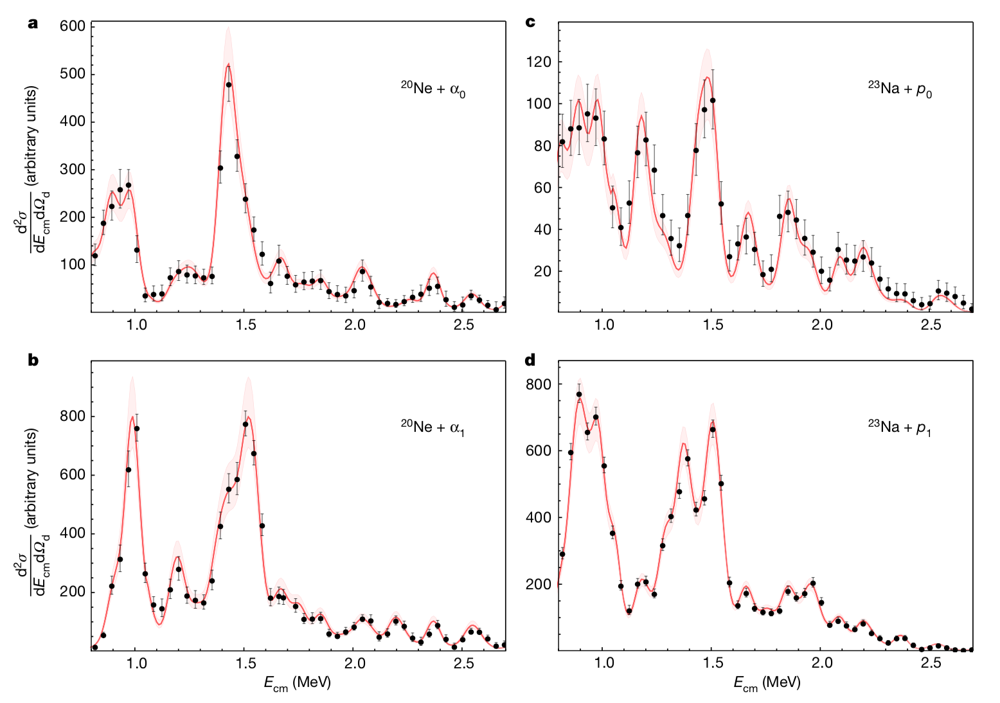 a
600
500
400
300
200
100
d²σ
dE_cm dΩ_d
(arbitrary units)
²⁰Ne + α₀
1.0
1.5
2.0
2.5
c
120
100
80
60
40
20
²³Na + p₀
1.0
1.5
2.0
2.5
b
800
600
400
200
d²σ
dE_cm dΩ_d
(arbitrary units)
²⁰Ne + α₁
1.0
1.5
2.0
2.5
E_cm (MeV)
d
800
600
400
200
²³Na + p₁
1.0
1.5
2.0
2.5
E_cm (MeV)